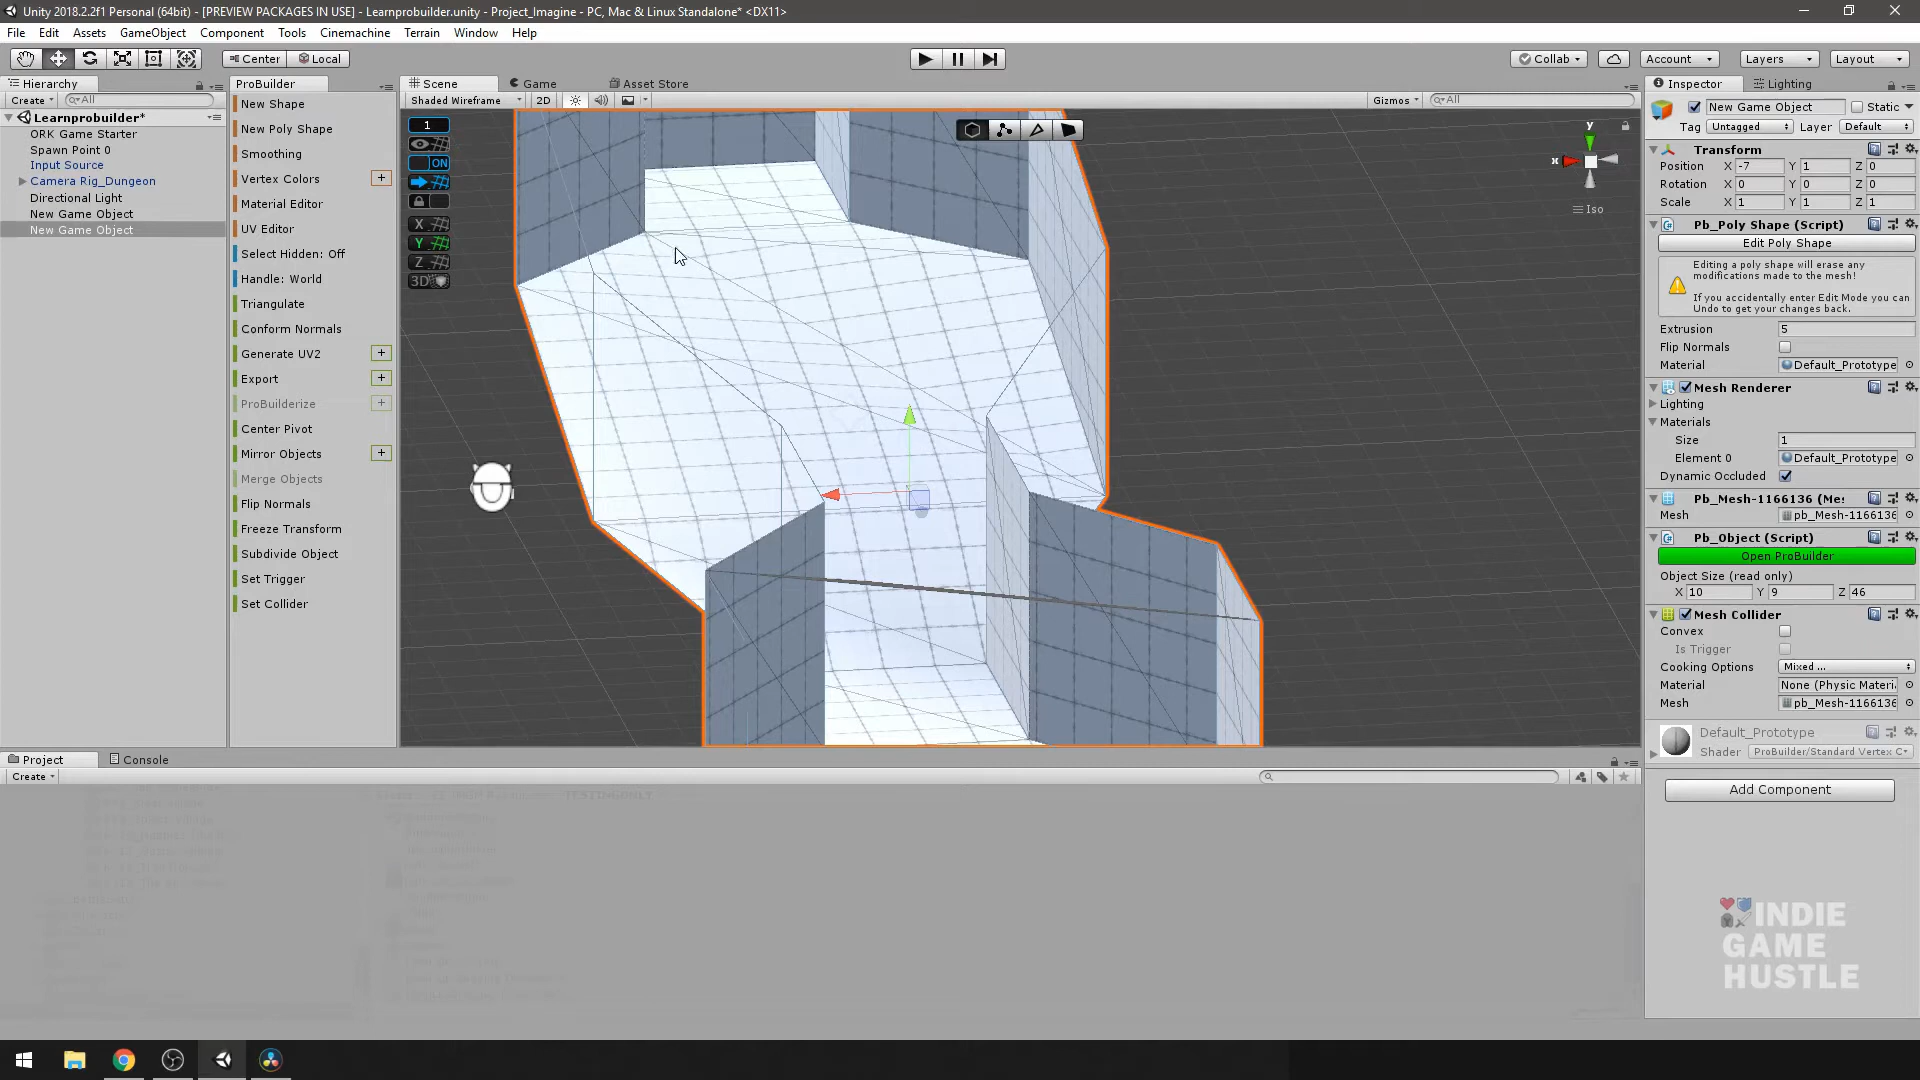 Unity 2018.2.2f1 Personal (64bit) - [PREVIEW PACKAGES IN USE] - Learnprobuilder.unity - Project_Imagine - PC, Mac & Linux Standalone* <DX11>
File Edit Assets GameObject Component Tools Cinemachine Terrain Window Help
Center Local Collab Account Layers Layout
Hierarchy
Create All
Learnprobuilder*
ORK Game Starter
Spawn Point 0
Input Source
Camera Rig_Dungeon
Directional Light
New Game Object
New Game Object
ProBuilder
New Shape
New Poly Shape
Smoothing
Vertex Colors +
Material Editor
UV Editor
Select Hidden: Off
Handle: World
Triangulate
Conform Normals
Generate UV2 +
Export +
ProBuilderize +
Center Pivot
Mirror Objects +
Merge Objects
Flip Normals
Freeze Transform
Subdivide Object
Set Trigger
Set Collider
Scene Game Asset Store
Shaded Wireframe 2D Gizmos All
1
ON
X
Y
Z
3D
y
x
Iso
Inspector Lighting
New Game Object Static
Tag Untagged Layer Default
Transform
Position X -7 Y 1 Z 0
Rotation X 0 Y 0 Z 0
Scale X 1 Y 1 Z 1
Pb_Poly Shape (Script)
Edit Poly Shape
Editing a poly shape will erase any
modifications made to the mesh!
If you accidentally enter Edit Mode you can
Undo to get your changes back.
Extrusion 5
Flip Normals
Material Default_Prototype
Mesh Renderer
Lighting
Materials
Size 1
Element 0 Default_Prototype
Dynamic Occluded
Pb_Mesh-1166136 (Me
Mesh pb_Mesh-1166136
Pb_Object (Script)
Open ProBuilder
Object Size (read only)
X 10 Y 9 Z 46
Mesh Collider
Convex
Is Trigger
Cooking Options Mixed ...
Material None (Physic Materi
Mesh pb_Mesh-1166136
Default_Prototype
Shader ProBuilder/Standard Vertex C
Add Component
Project Console
Create
INDIE
GAME
HUSTLE